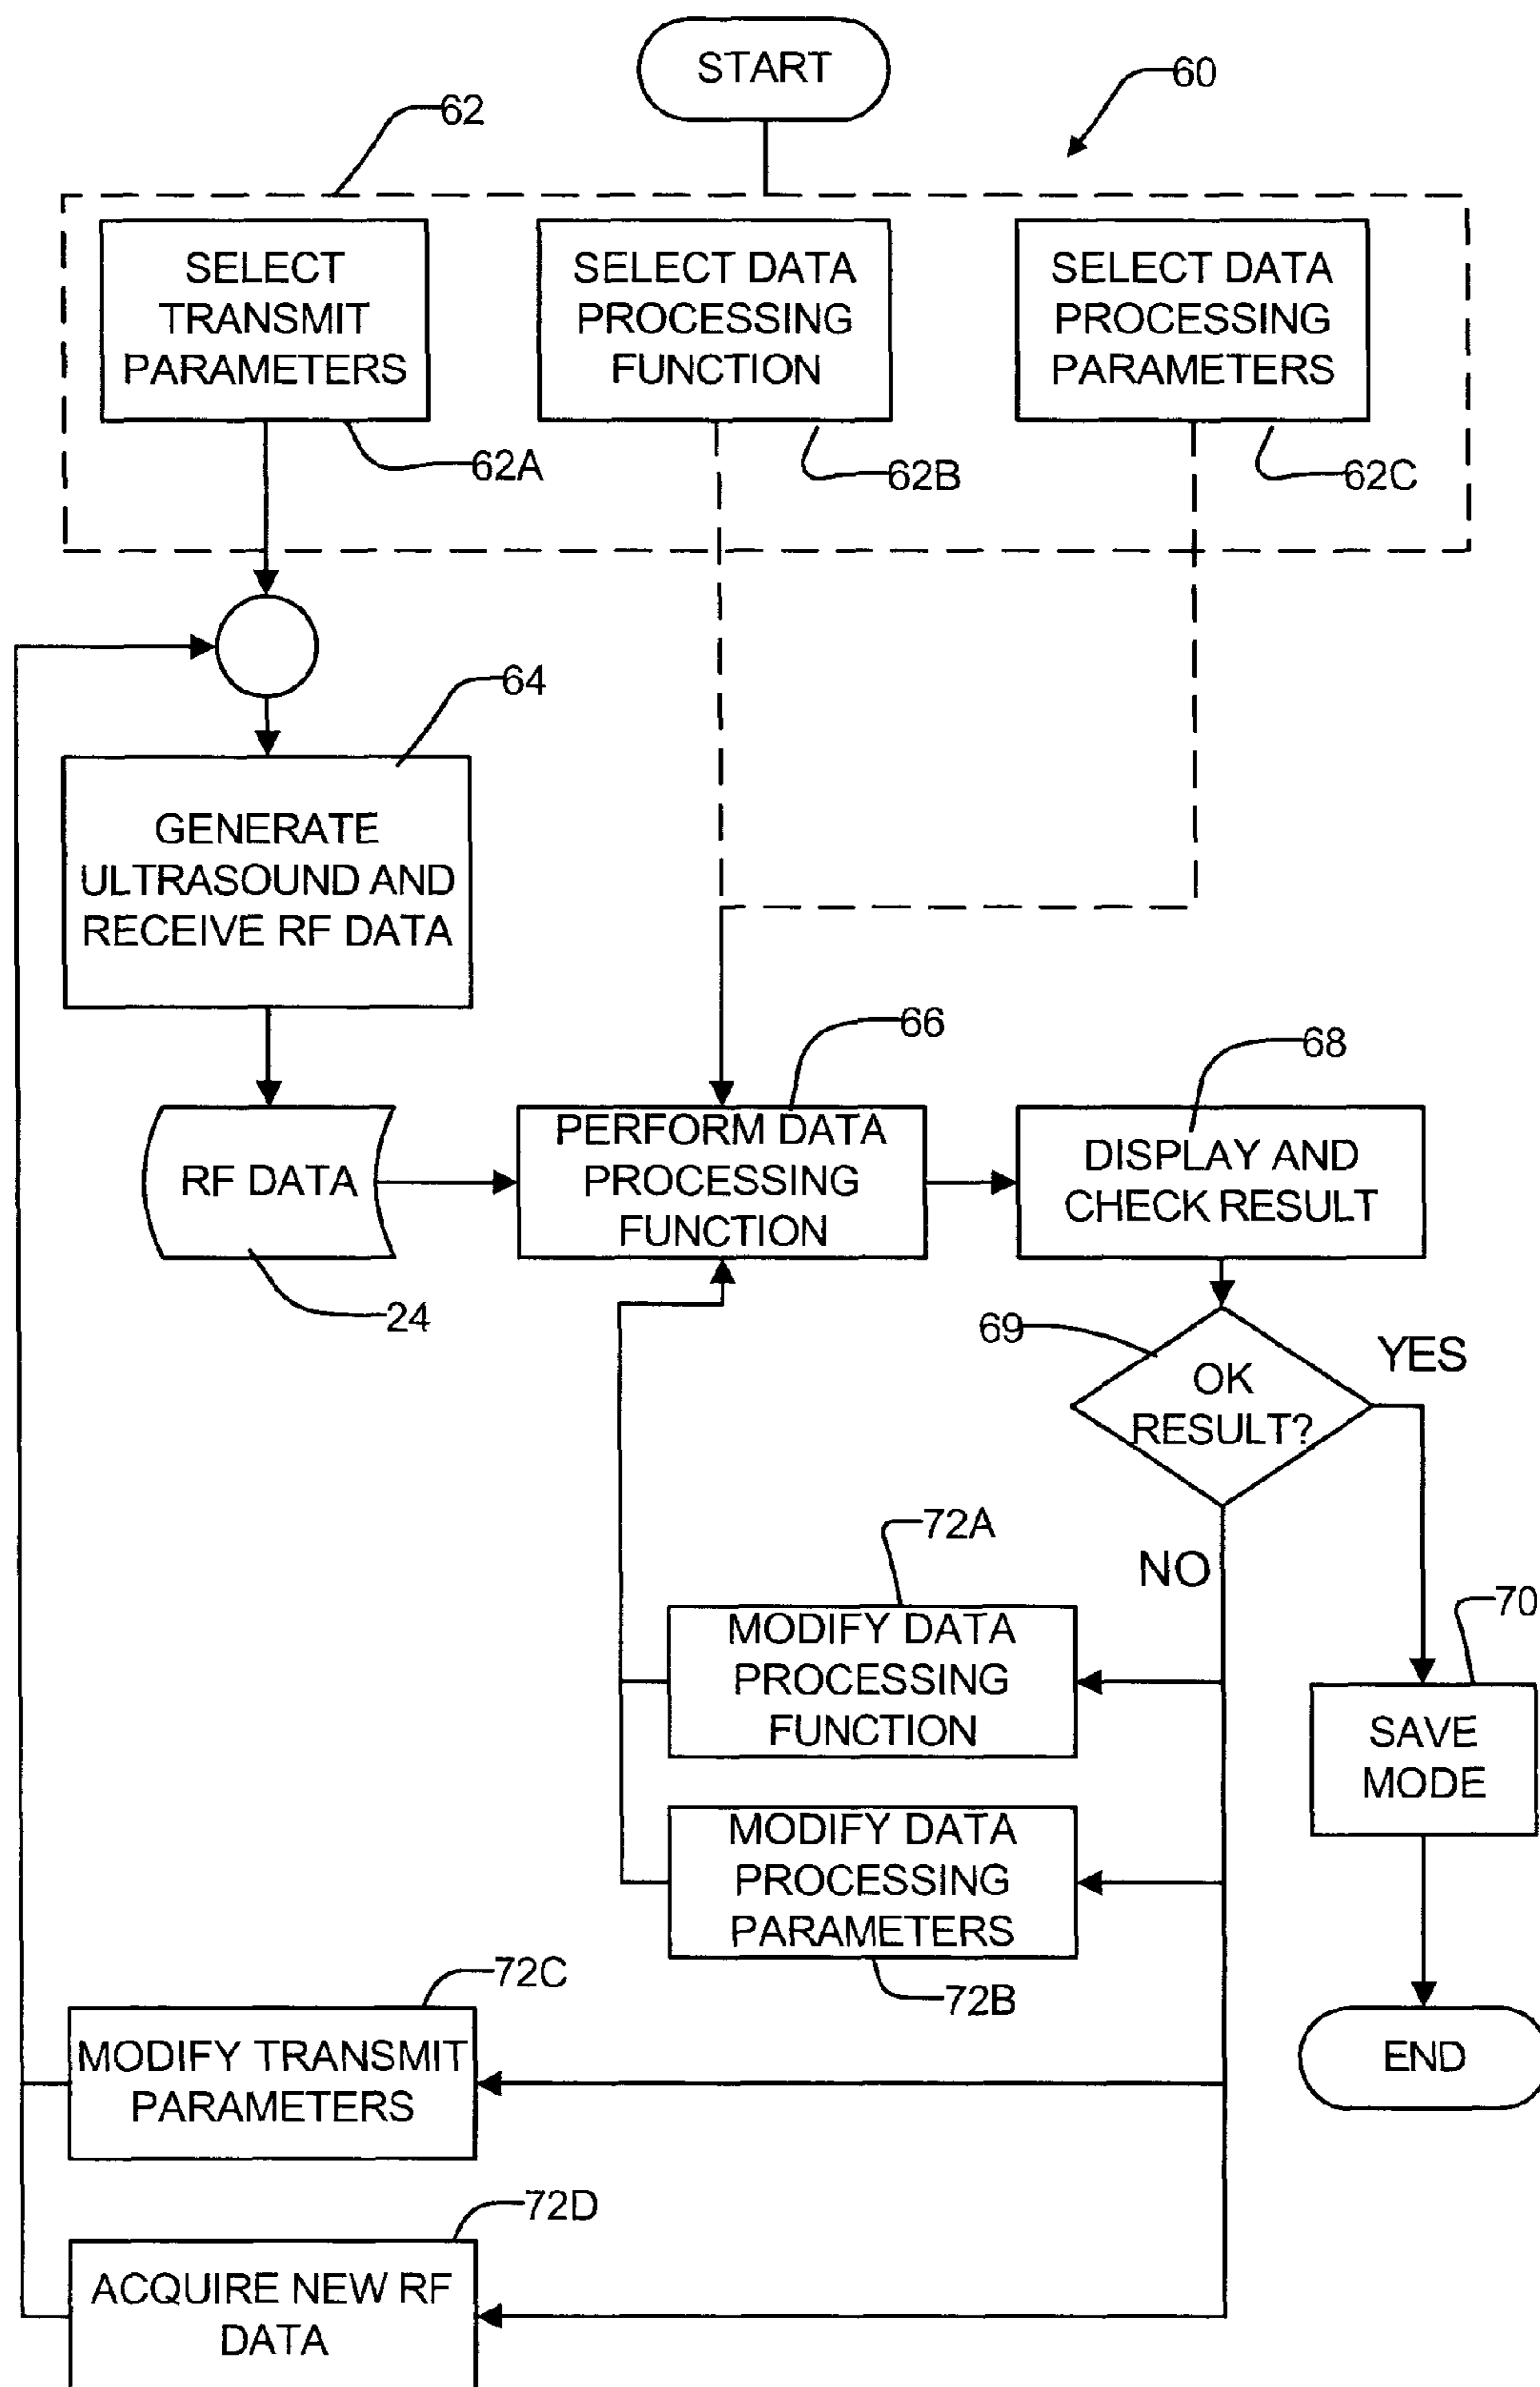 START
60
62
SELECT
TRANSMIT
PARAMETERS
SELECT DATA
PROCESSING
FUNCTION
SELECT DATA
PROCESSING
PARAMETERS
62A
62B
62C
64
GENERATE
ULTRASOUND AND
RECEIVE RF DATA
66
68
RF DATA
PERFORM DATA
PROCESSING
FUNCTION
DISPLAY AND
CHECK RESULT
24
69
OK
RESULT?
YES
NO
72A
MODIFY DATA
PROCESSING
FUNCTION
70
SAVE
MODE
MODIFY DATA
PROCESSING
PARAMETERS
72B
72C
MODIFY TRANSMIT
PARAMETERS
END
72D
ACQUIRE NEW RF
DATA